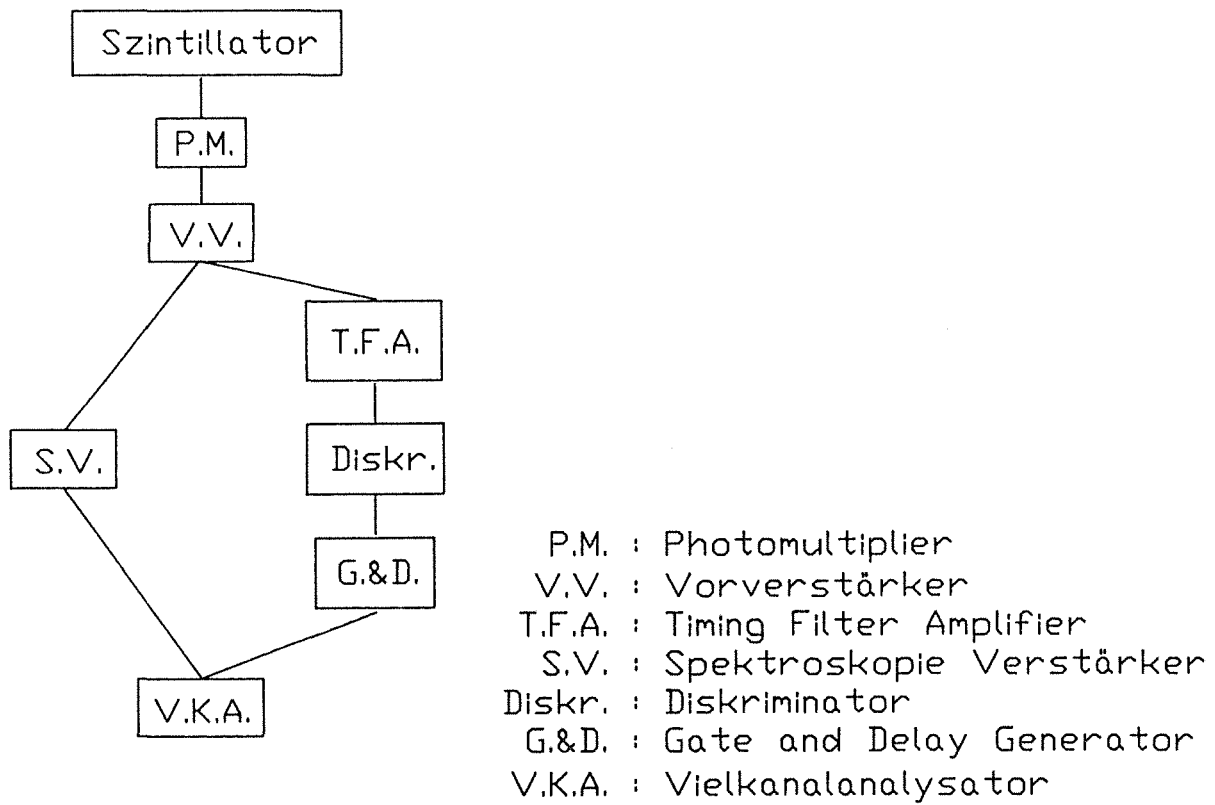 Szintillator
P.M.
V.V.
T.F.A.
S.V.
Diskr.
G.&D.
V.K.A.
P.M. : Photomultiplier
V.V. : Vorverstärker
T.F.A. : Timing Filter Amplifier
S.V. : Spektroskopie Verstärker
Diskr. : Diskriminator
G.&D. : Gate and Delay Generator
V.K.A. : Vielkanalanalysator